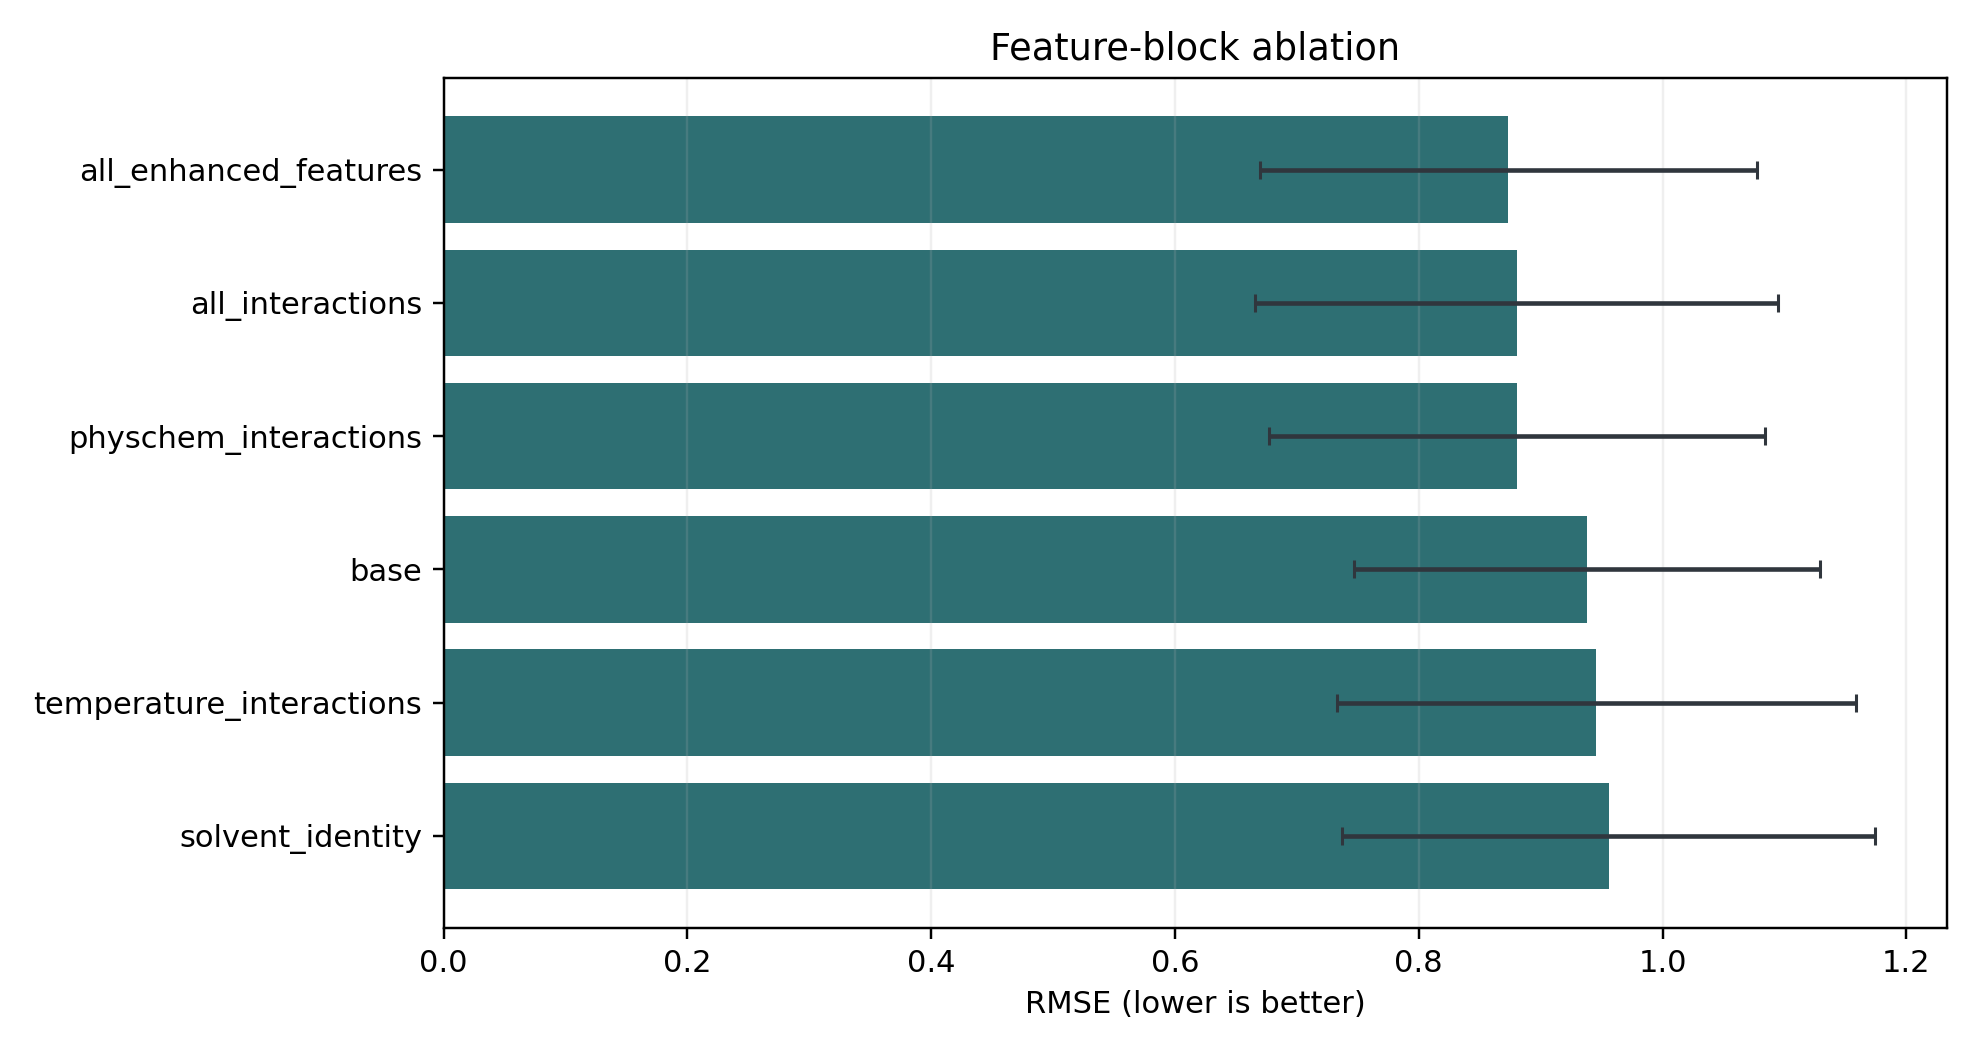 Feature-block ablation
all_enhanced_features
all_interactions
physchem_interactions
base
temperature_interactions
solvent_identity
0.0 0.2 0.4 0.6 0.8 1.0 1.2
RMSE (lower is better)